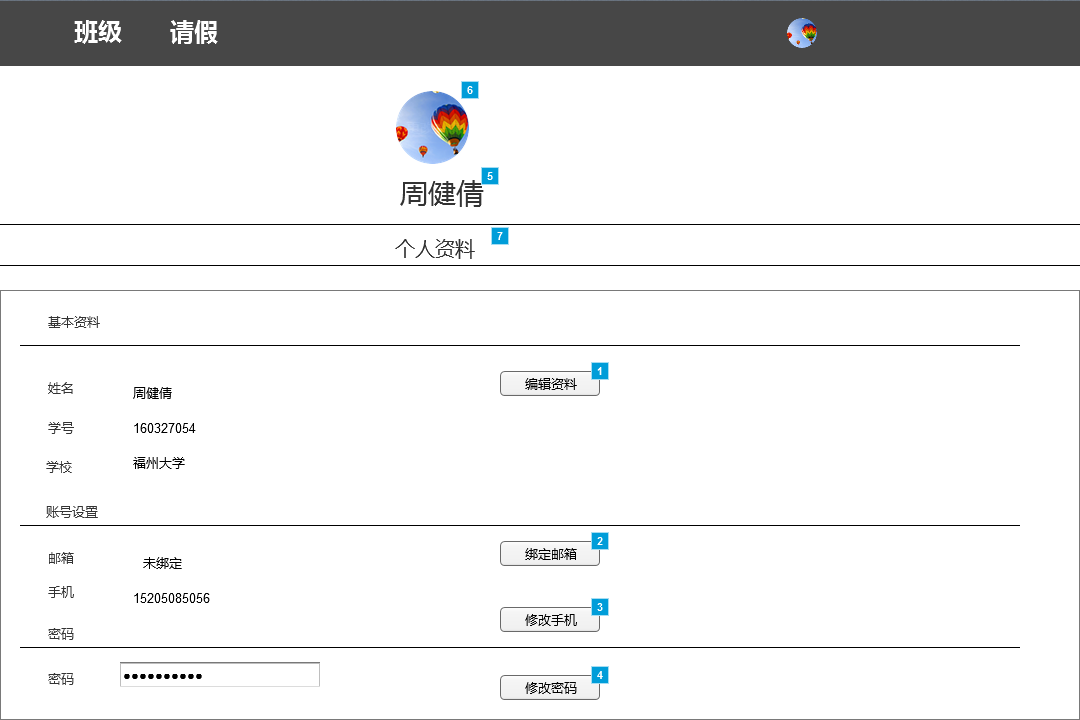 班级 请假
6
周健倩 5
个人资料 7
基本资料
姓名 周健倩 编辑资料 1
学号 160327054
学校 福州大学
账号设置
邮箱 未绑定 绑定邮箱 2
手机 15205085056
修改手机 3
密码
密码 •••••••••• 修改密码 4